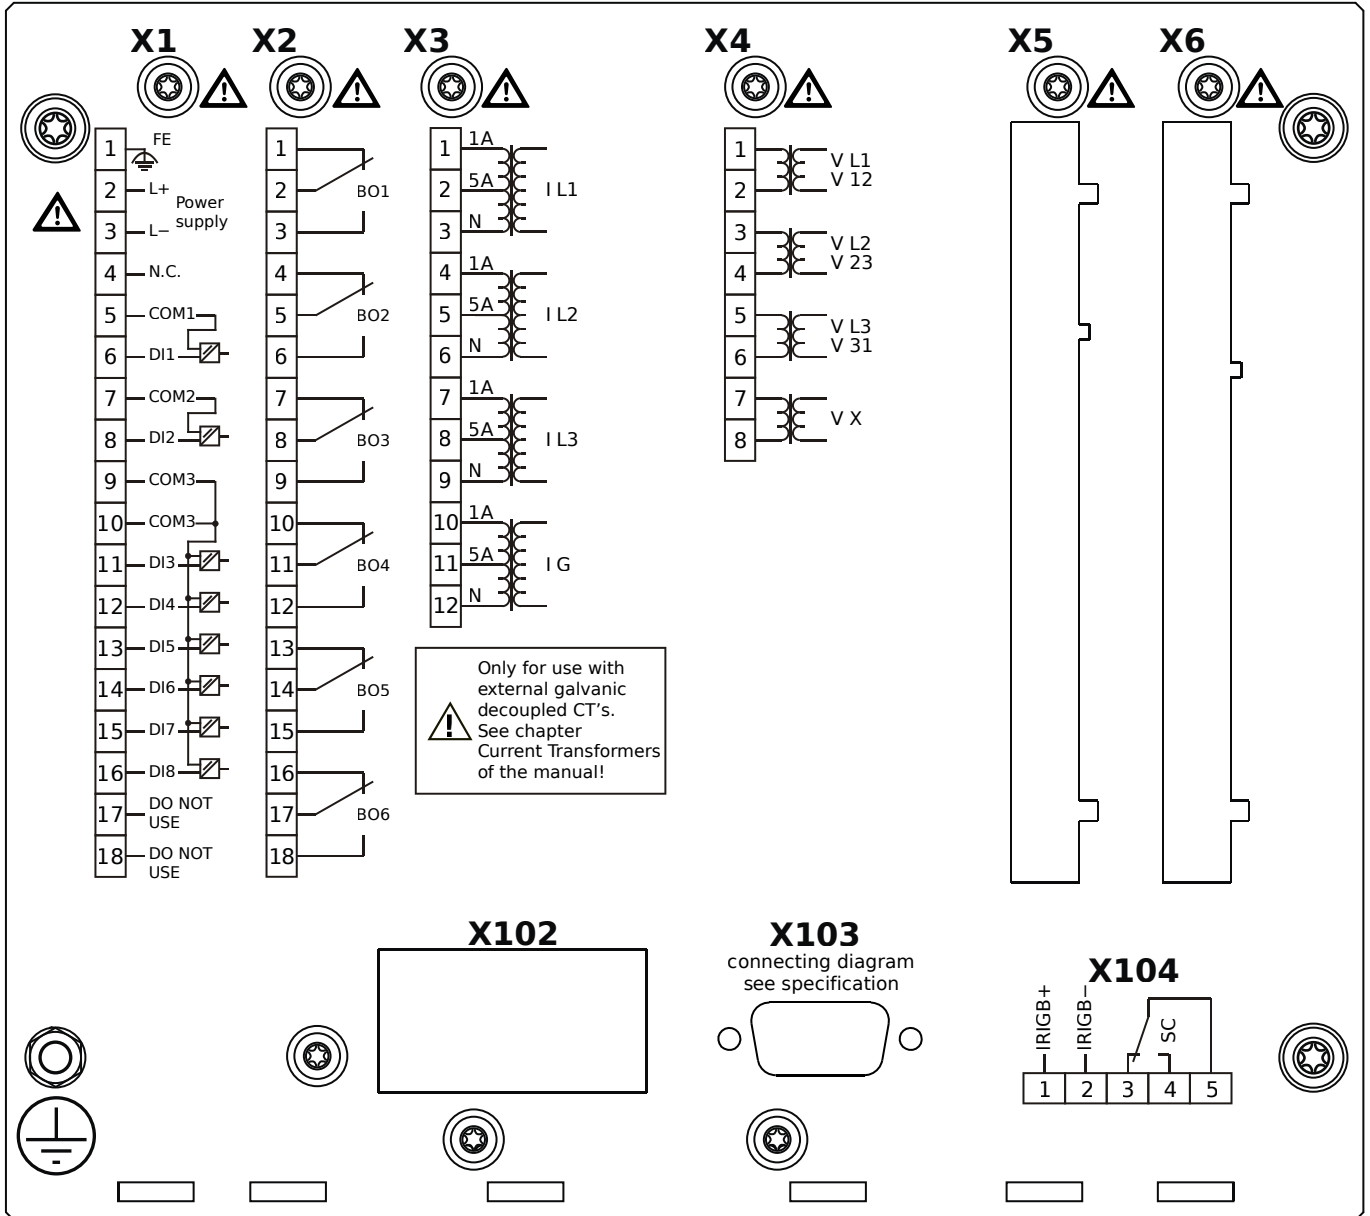 X1 X2 X3 X4 X5 X6
1 FE
2 L+
Power
supply
3 L−
4 N.C.
5 COM1
6 DI1
7 COM2
8 DI2
9 COM3
10 COM3
11 DI3
12 DI4
13 DI5
14 DI6
15 DI7
16 DI8
17 DO NOT
USE
18 DO NOT
USE
1
2 BO1
3
4
5 BO2
6
7
8 BO3
9
10
11 BO4
12
13
14 BO5
15
16
17 BO6
18
1 1A
2 5A I L1
3 N
4 1A
5 5A I L2
6 N
7 1A
8 5A I L3
9 N
10 1A
11 5A I G
12 N
Only for use with
external galvanic
decoupled CT's.
See chapter
Current Transformers
of the manual!
1 V L1
2 V 12
3 V L2
4 V 23
5 V L3
6 V 31
7 V X
8
X102
X103
connecting diagram
see specification
X104
IRIGB+
IRIGB−
SC
1 2 3 4 5